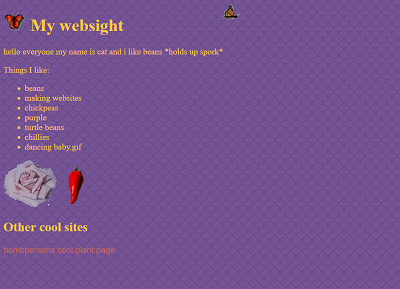 My websight
hello everyone my name is cat and i like beans *holds up spork*
Things I like:
beans
making websites
chickpeas
purple
turtle beans
chillies
dancing baby.gif
Other cool sites
bombpersons cool plant page